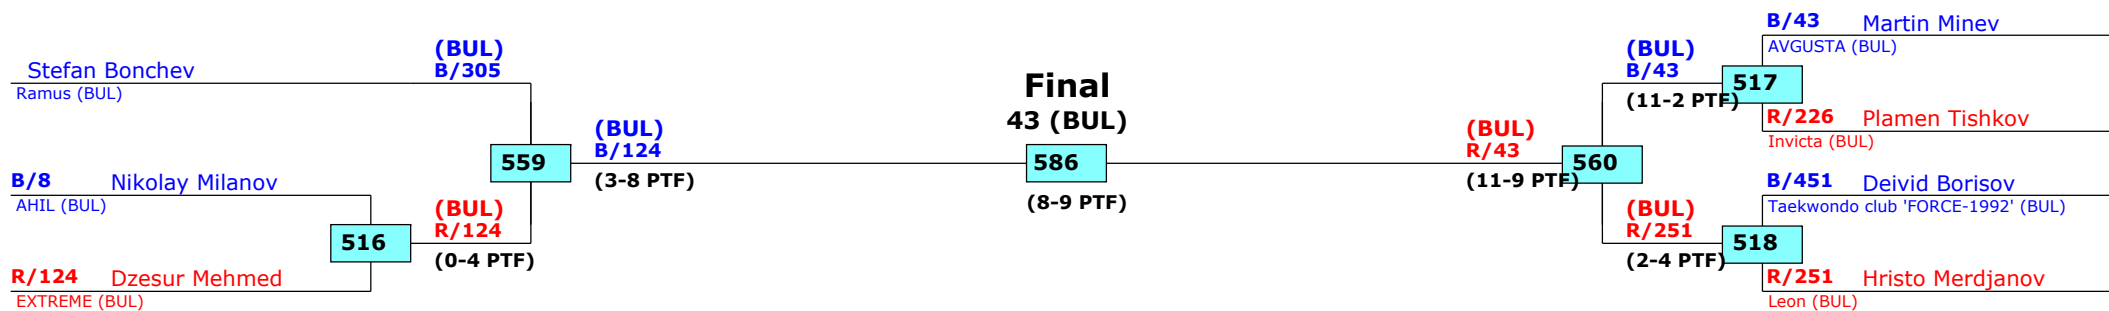 Stefan Bonchev
Ramus (BUL)
B/8 Nikolay Milanov
AHIL (BUL)
R/124 Dzesur Mehmed
EXTREME (BUL)
516
(BUL)
B/305
(BUL)
R/124
(0-4 PTF)
559
(BUL)
B/124
(3-8 PTF)
Final
43 (BUL)
586
(8-9 PTF)
(BUL)
R/43
(11-9 PTF)
560
(BUL)
B/43
(11-2 PTF)
(BUL)
R/251
(2-4 PTF)
517
518
B/43 Martin Minev
AVGUSTA (BUL)
R/226 Plamen Tishkov
Invicta (BUL)
B/451 Deivid Borisov
Taekwondo club 'FORCE-1992' (BUL)
R/251 Hristo Merdjanov
Leon (BUL)